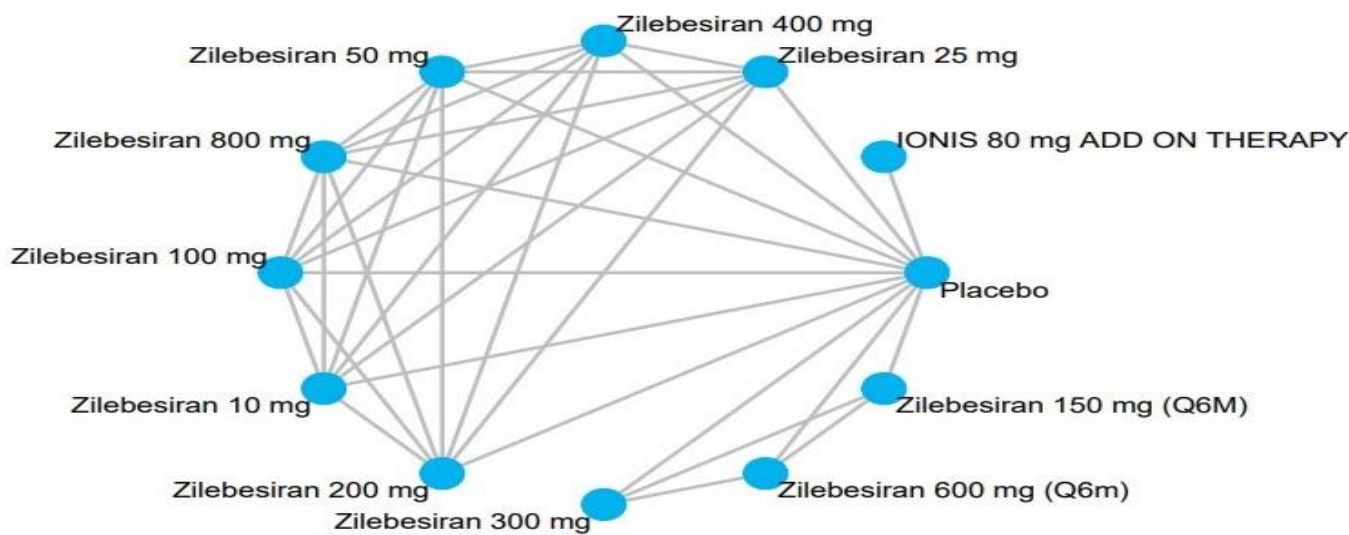 Zilebesiran 400 mg
Zilebesiran 50 mg
Zilebesiran 25 mg
Zilebesiran 800 mg
IONIS 80 mg ADD ON THERAPY
Zilebesiran 100 mg
Placebo
Zilebesiran 10 mg
Zilebesiran 150 mg (Q6M)
Zilebesiran 200 mg
Zilebesiran 600 mg (Q6m)
Zilebesiran 300 mg